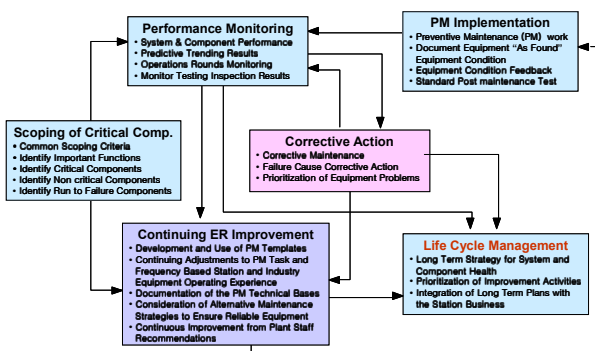 Performance Monitoring
• System & Component Performance
• Predictive Trending Results
• Operations Rounds Monitoring
• Monitor Testing Inspection Results
PM Implementation
• Preventive Maintenance (PM) work
• Document Equipment “As Found”
Equipment Condition
• Equipment Condition Feedback
• Standard Post maintenance Test
Scoping of Critical Comp.
• Common Scoping Criteria
• Identify Important Functions
• Identify Critical Components
• Identify Non critical Components
• Identify Run to Failure Components
Corrective Action
• Corrective Maintenance
• Failure Cause Corrective Action
• Prioritization of Equipment Problems
Continuing ER Improvement
• Development and Use of PM Templates
• Continuing Adjustments to PM Task and
Frequency Based Station and Industry
Equipment Operating Experience
• Documentation of the PM Technical Bases
• Consideration of Alternative Maintenance
Strategies to Ensure Reliable Equipment
• Continuous Improvement from Plant Staff
Recommendations
Life Cycle Management
• Long Term Strategy for System and
Component Health
• Prioritization of Improvement Activities
• Integration of Long Term Plans with
the Station Business